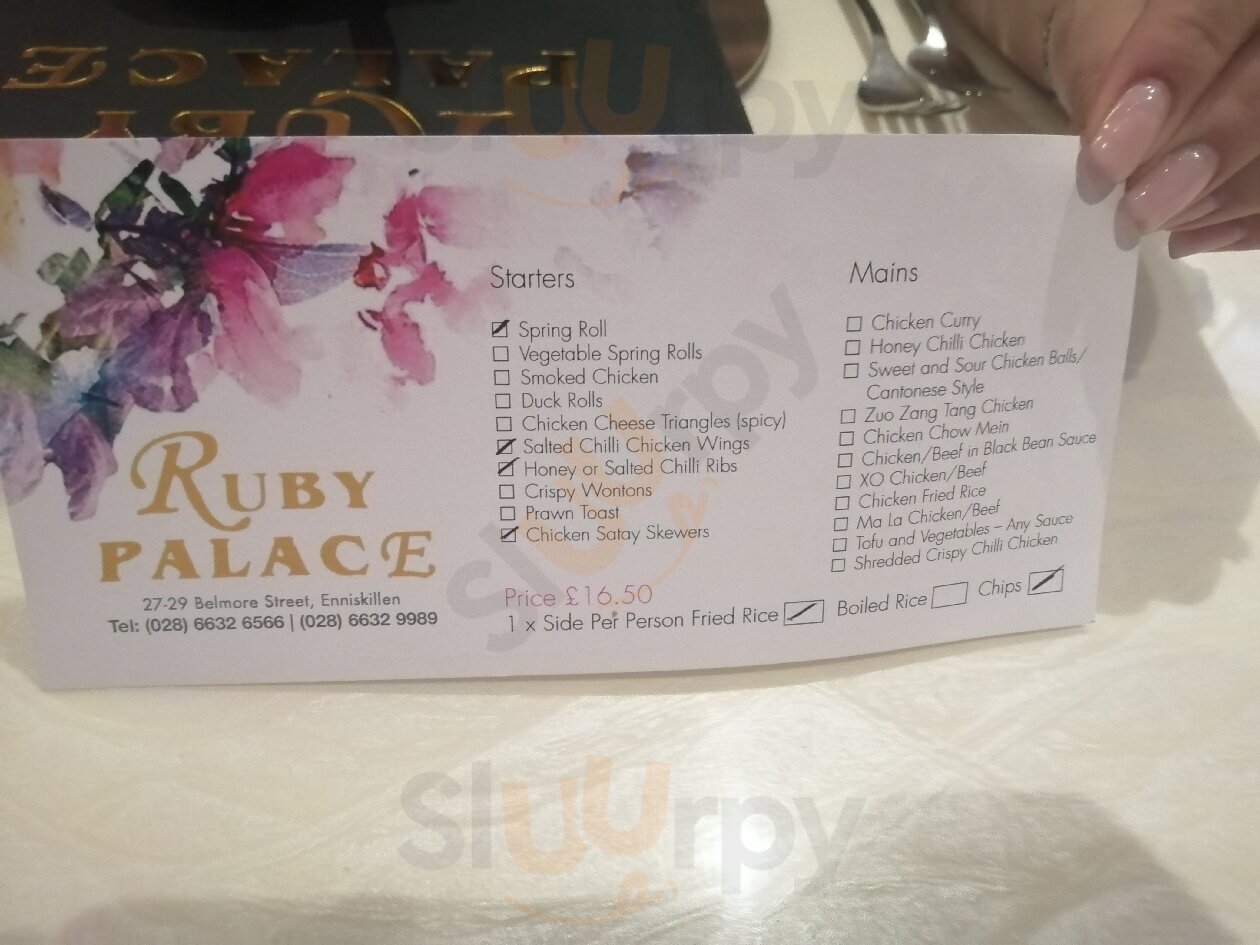 RUBY
PALACE
Starters
Spring Roll
Vegetable Spring Rolls
Smoked Chicken
Duck Rolls
Chicken Cheese Triangles (spicy)
Salted Chilli Chicken Wings
Honey or Salted Chilli Ribs
Crispy Wontons
Prawn Toast
Chicken Satay Skewers
Mains
Chicken Curry
Honey Chilli Chicken
Sweet and Sour Chicken Balls/
Cantonese Style
Zuo Zang Tang Chicken
Chicken Chow Mein
Chicken/Beef in Black Bean Sauce
XO Chicken/Beef
Chicken Fried Rice
Ma La Chicken/Beef
Tofu and Vegetables – Any Sauce
Shredded Crispy Chilli Chicken
RUBY
PALACE
27-29 Belmore Street, Enniskillen
Tel: (028) 6632 6566 | (028) 6632 9989
Price £16.50
1 x Side Per Person Fried Rice Boiled Rice Chips
Sluurpy
Sluurpy
Sluurpy